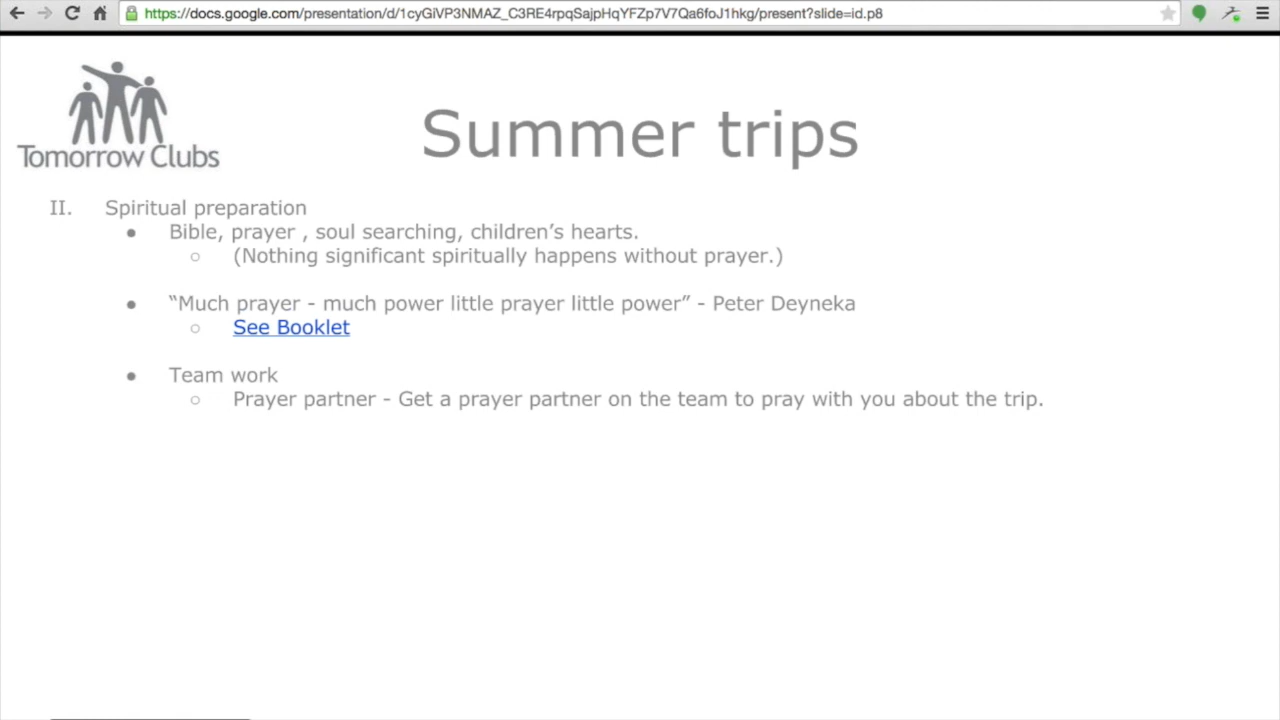 https://docs.google.com/presentation/d/1cyGiVP3NMAZ_C3RE4rpqSajpHqYFZp7V7Qa6foJ1hkg/present?slide=id.p8
Tomorrow Clubs
Summer trips
II. Spiritual preparation
● Bible, prayer , soul searching, children’s hearts.
○ (Nothing significant spiritually happens without prayer.)
● “Much prayer - much power little prayer little power” - Peter Deyneka
○ See Booklet
● Team work
○ Prayer partner - Get a prayer partner on the team to pray with you about the trip.